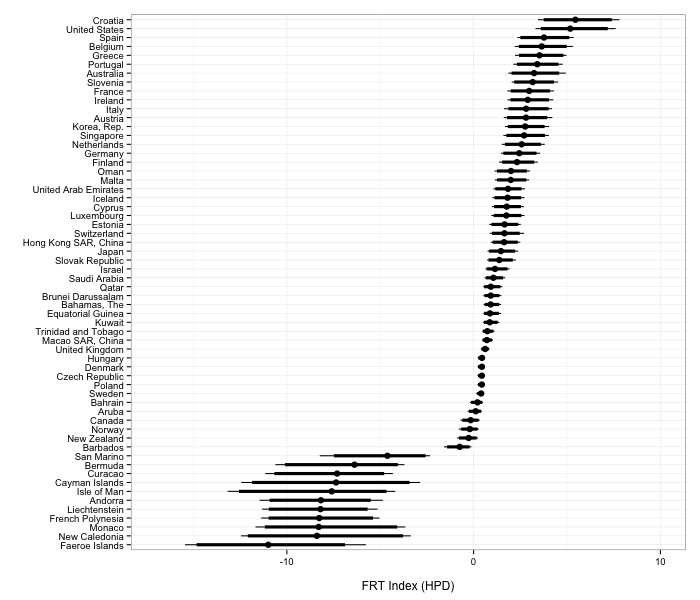 Croatia
United States
Spain
Belgium
Greece
Portugal
Australia
Slovenia
France
Ireland
Italy
Austria
Korea, Rep.
Singapore
Netherlands
Germany
Finland
Oman
Malta
United Arab Emirates
Iceland
Cyprus
Luxembourg
Estonia
Switzerland
Hong Kong SAR, China
Japan
Slovak Republic
Israel
Saudi Arabia
Qatar
Brunei Darussalam
Bahamas, The
Equatorial Guinea
Kuwait
Trinidad and Tobago
Macao SAR, China
United Kingdom
Hungary
Denmark
Czech Republic
Poland
Sweden
Bahrain
Aruba
Canada
Norway
New Zealand
Barbados
San Marino
Bermuda
Curacao
Cayman Islands
Isle of Man
Andorra
Liechtenstein
French Polynesia
Monaco
New Caledonia
Faeroe Islands
-10 0 10
FRT Index (HPD)